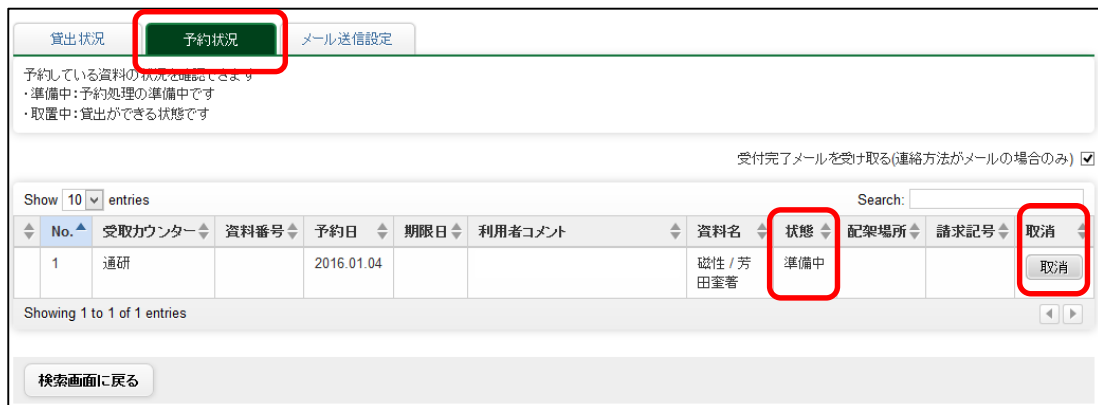 貸出状況 予約状況 メール送信設定
予約している資料の状況を確認できます
・準備中:予約処理の準備中です
・取置中:貸出ができる状態です
受付完了メールを受け取る(連絡方法がメールの場合のみ)
Show 10 entries Search:
No. 受取カウンター 資料番号 予約日 期限日 利用者コメント 資料名 状態 配架場所 請求記号 取消
1 通研 2016.01.04 磁性 / 芳 準備中 取消
田奎著
Showing 1 to 1 of 1 entries
検索画面に戻る